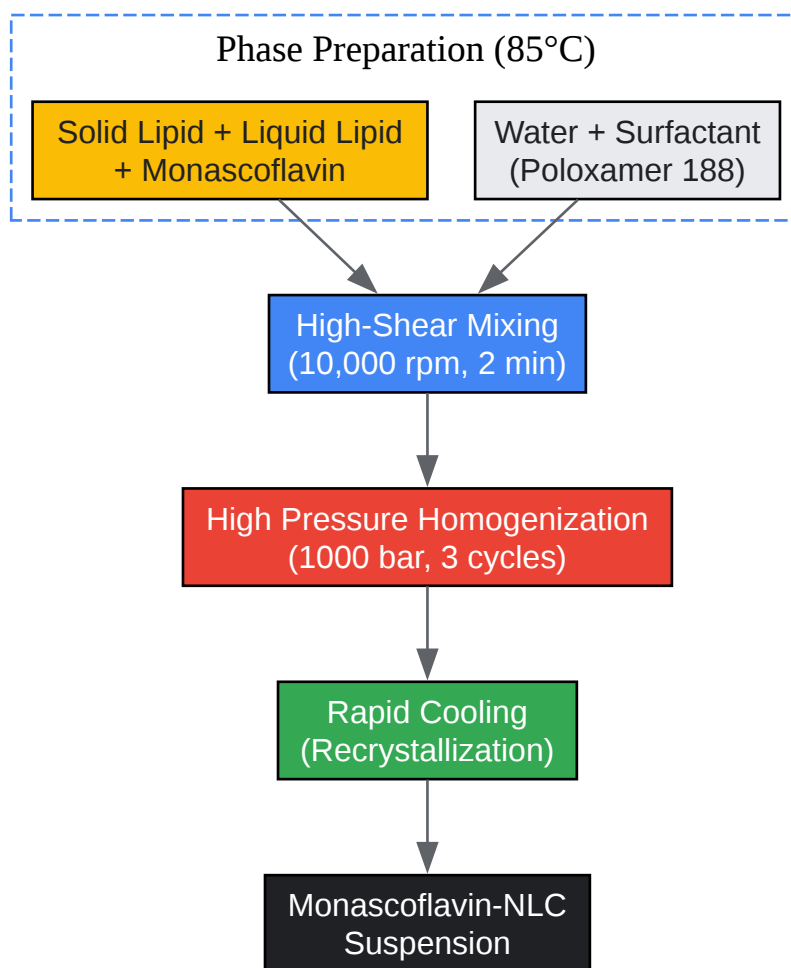 Phase Preparation (85°C)
Solid Lipid + Liquid Lipid
+ Monascoflavin
Water + Surfactant
(Poloxamer 188)
High-Shear Mixing
(10,000 rpm, 2 min)
High Pressure Homogenization
(1000 bar, 3 cycles)
Rapid Cooling
(Recrystallization)
Monascoflavin-NLC
Suspension